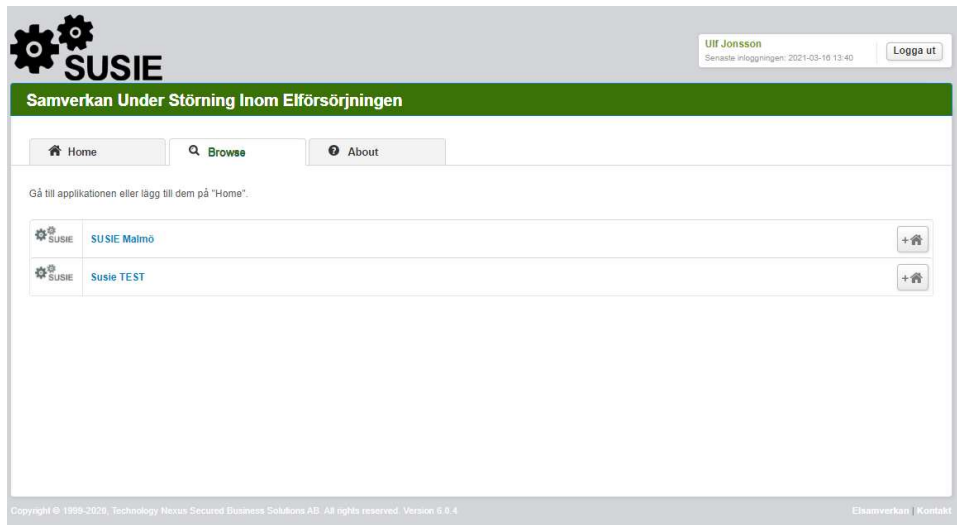 SUSIE
Ulf Jonsson
Senaste inloggningen: 2021-03-16 13:40
Logga ut
Samverkan Under Störning Inom Elförsörjningen
Home
Browse
About
Gå till applikationen eller lägg till dem på "Home".
SUSIE
SUSIE Malmö
SUSIE
Susie TEST
Copyright © 1999-2020, Technology Nexus Secured Business Solutions AB. All rights reserved. Version 6.0.4
Elsamverkan | Kontakt